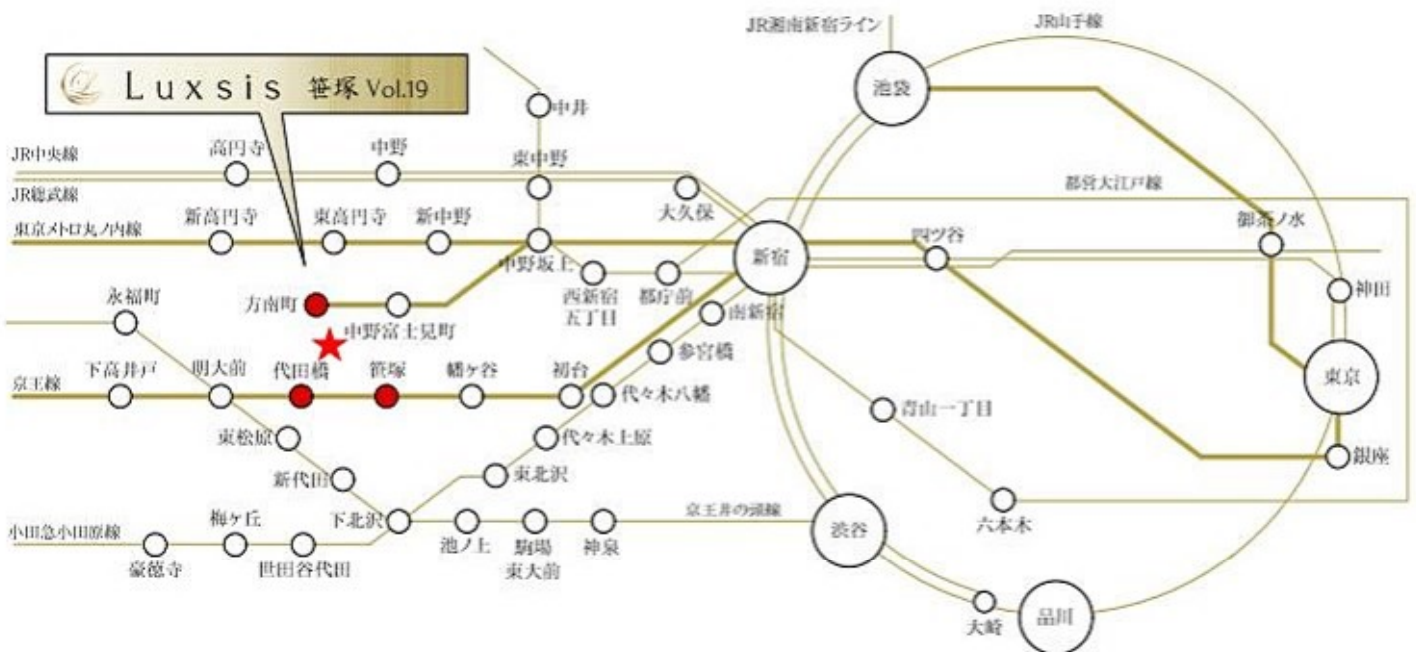 JR湘南新宿ライン
JR山手線
池袋
Luxsis 笹塚 Vol.19
中井
JR中央線
高円寺
中野
東中野
JR総武線
大久保
都営大江戸線
東京メトロ丸ノ内線
新高円寺
東高円寺
新中野
中野坂上
新宿
四ツ谷
御茶ノ水
西新宿
五丁目
都庁前
神田
永福町
方南町
中野富士見町
南新宿
参宮橋
京王線
下高井戸
明大前
代田橋
笹塚
幡ヶ谷
初台
代々木八幡
東京
青山一丁目
東松原
代々木上原
新代田
東北沢
銀座
小田急小田原線
梅ヶ丘
下北沢
京王井の頭線
六本木
豪徳寺
世田谷代田
池ノ上
駒場
東大前
神泉
渋谷
大崎
品川